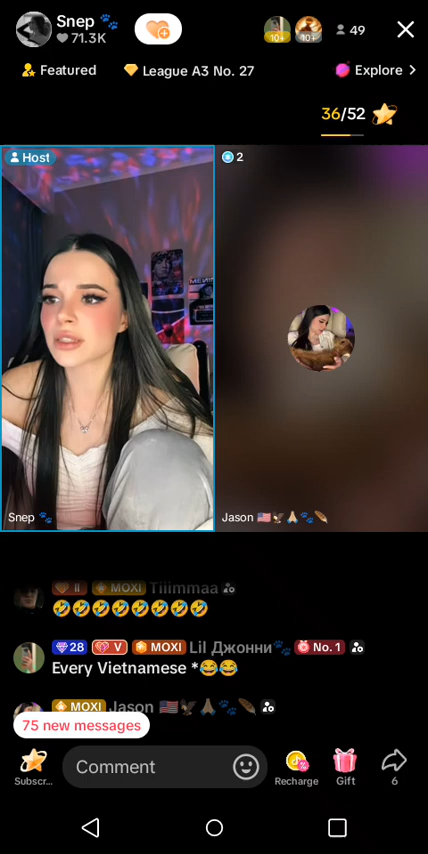 Snep 🐾
71.3K
10+
10+
49
Featured
League A3 No. 27
Explore
36/52
Host
2
Snep 🐾
Jason 🇺🇸🦅🙏🏻🐾🪶
II MOXI Tiiimmaa
🤣🤣🤣🤣🤣🤣🤣🤣
28 V MOXI Lil Джонни🐾 No. 1
Every Vietnamese *😂😂
MOXI Jason 🇺🇸🦅🙏🏻🐾🪶
75 new messages
Comment
Subscr...
Recharge
Gift
6